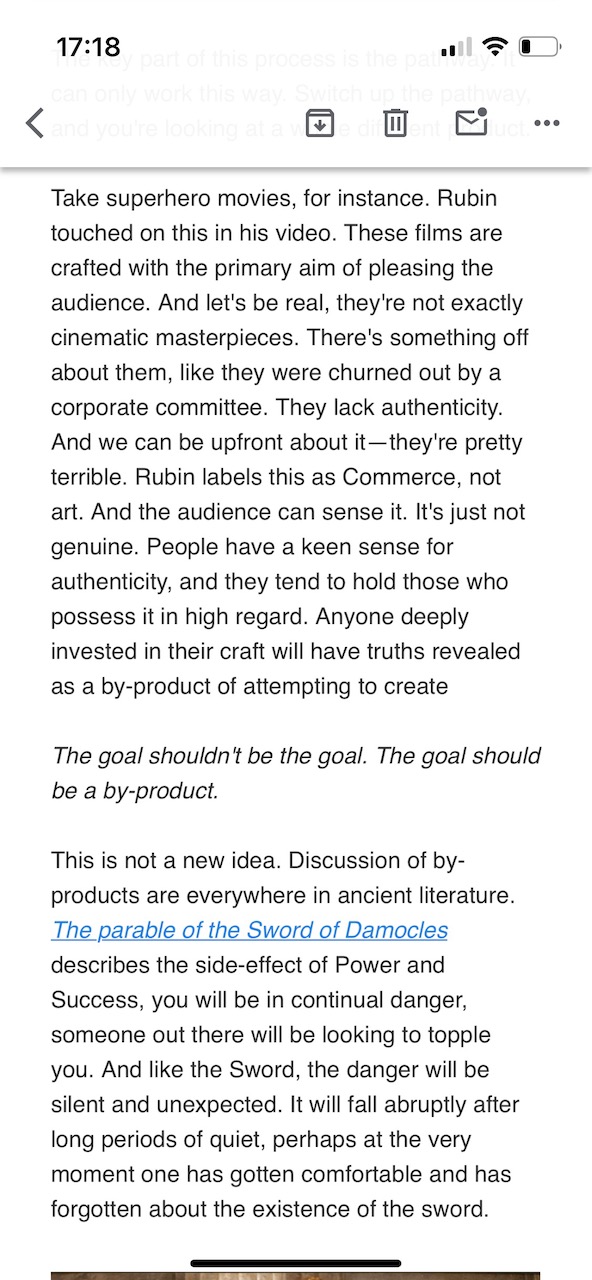 17:18
The key part of this process is the pathway. It
can only work this way. Switch up the pathway,
and you're looking at a w e dif ent p duct.
Take superhero movies, for instance. Rubin
touched on this in his video. These films are
crafted with the primary aim of pleasing the
audience. And let's be real, they're not exactly
cinematic masterpieces. There's something off
about them, like they were churned out by a
corporate committee. They lack authenticity.
And we can be upfront about it—they're pretty
terrible. Rubin labels this as Commerce, not
art. And the audience can sense it. It's just not
genuine. People have a keen sense for
authenticity, and they tend to hold those who
possess it in high regard. Anyone deeply
invested in their craft will have truths revealed
as a by-product of attempting to create
The goal shouldn't be the goal. The goal should
be a by-product.
This is not a new idea. Discussion of by-
products are everywhere in ancient literature.
The parable of the Sword of Damocles
describes the side-effect of Power and
Success, you will be in continual danger,
someone out there will be looking to topple
you. And like the Sword, the danger will be
silent and unexpected. It will fall abruptly after
long periods of quiet, perhaps at the very
moment one has gotten comfortable and has
forgotten about the existence of the sword.